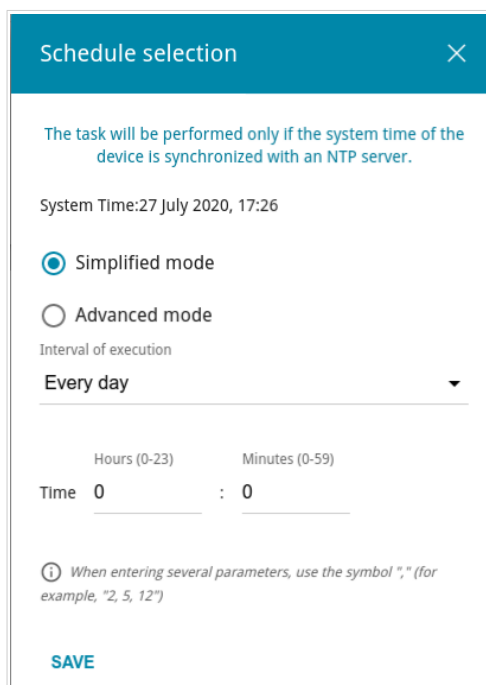 Schedule selection
The task will be performed only if the system time of the
device is synchronized with an NTP server.
System Time:27 July 2020, 17:26
Simplified mode
Advanced mode
Interval of execution
Every day
Hours (0-23) Minutes (0-59)
Time 0 : 0
When entering several parameters, use the symbol "," (for
example, "2, 5, 12")
SAVE